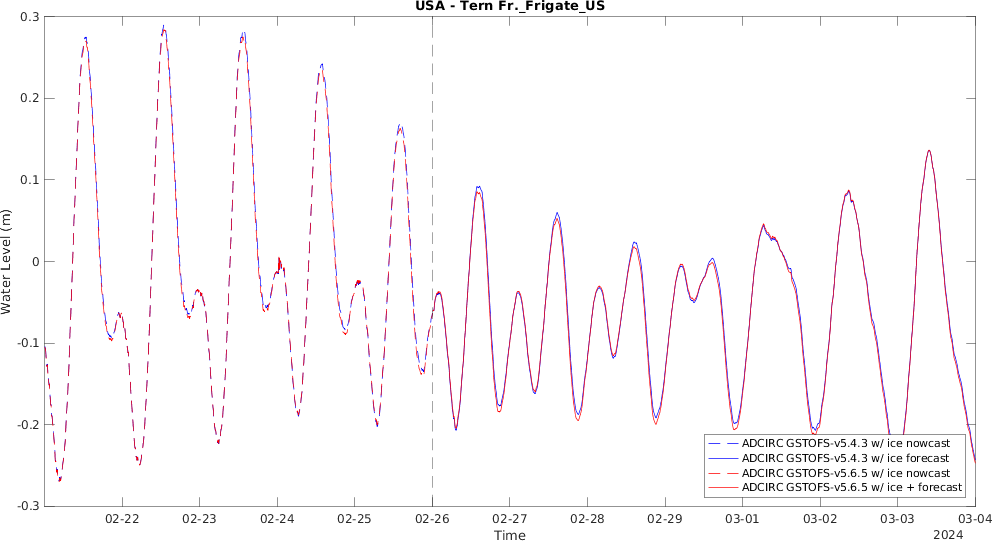 USA - Tern Fr._Frigate_US
0.3
0.2
0.1
0
-0.1
-0.2
-0.3
Water Level (m)
02-22 02-23 02-24 02-25 02-26 02-27 02-28 02-29 03-01 03-02 03-03 03-04
Time
2024
ADCIRC GSTOFS-v5.4.3 w/ ice nowcast
ADCIRC GSTOFS-v5.4.3 w/ ice forecast
ADCIRC GSTOFS-v5.6.5 w/ ice nowcast
ADCIRC GSTOFS-v5.6.5 w/ ice + forecast